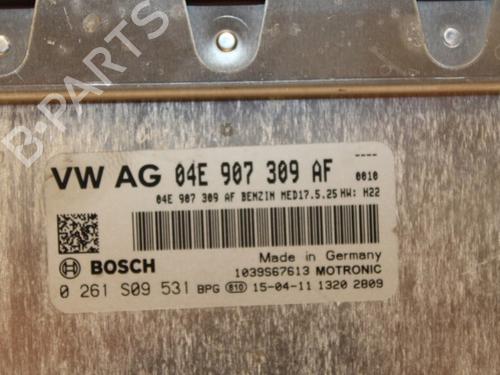 B-PARTS
VW AG 04E 907 309 AF
----
0010
04E 907 309 AF BENZIN MED17.5.25 HW: H22
Made in Germany
BOSCH
1039S67613 MOTRONIC
0 261 S09 531 BPG 810 15-04-11 1320 2809